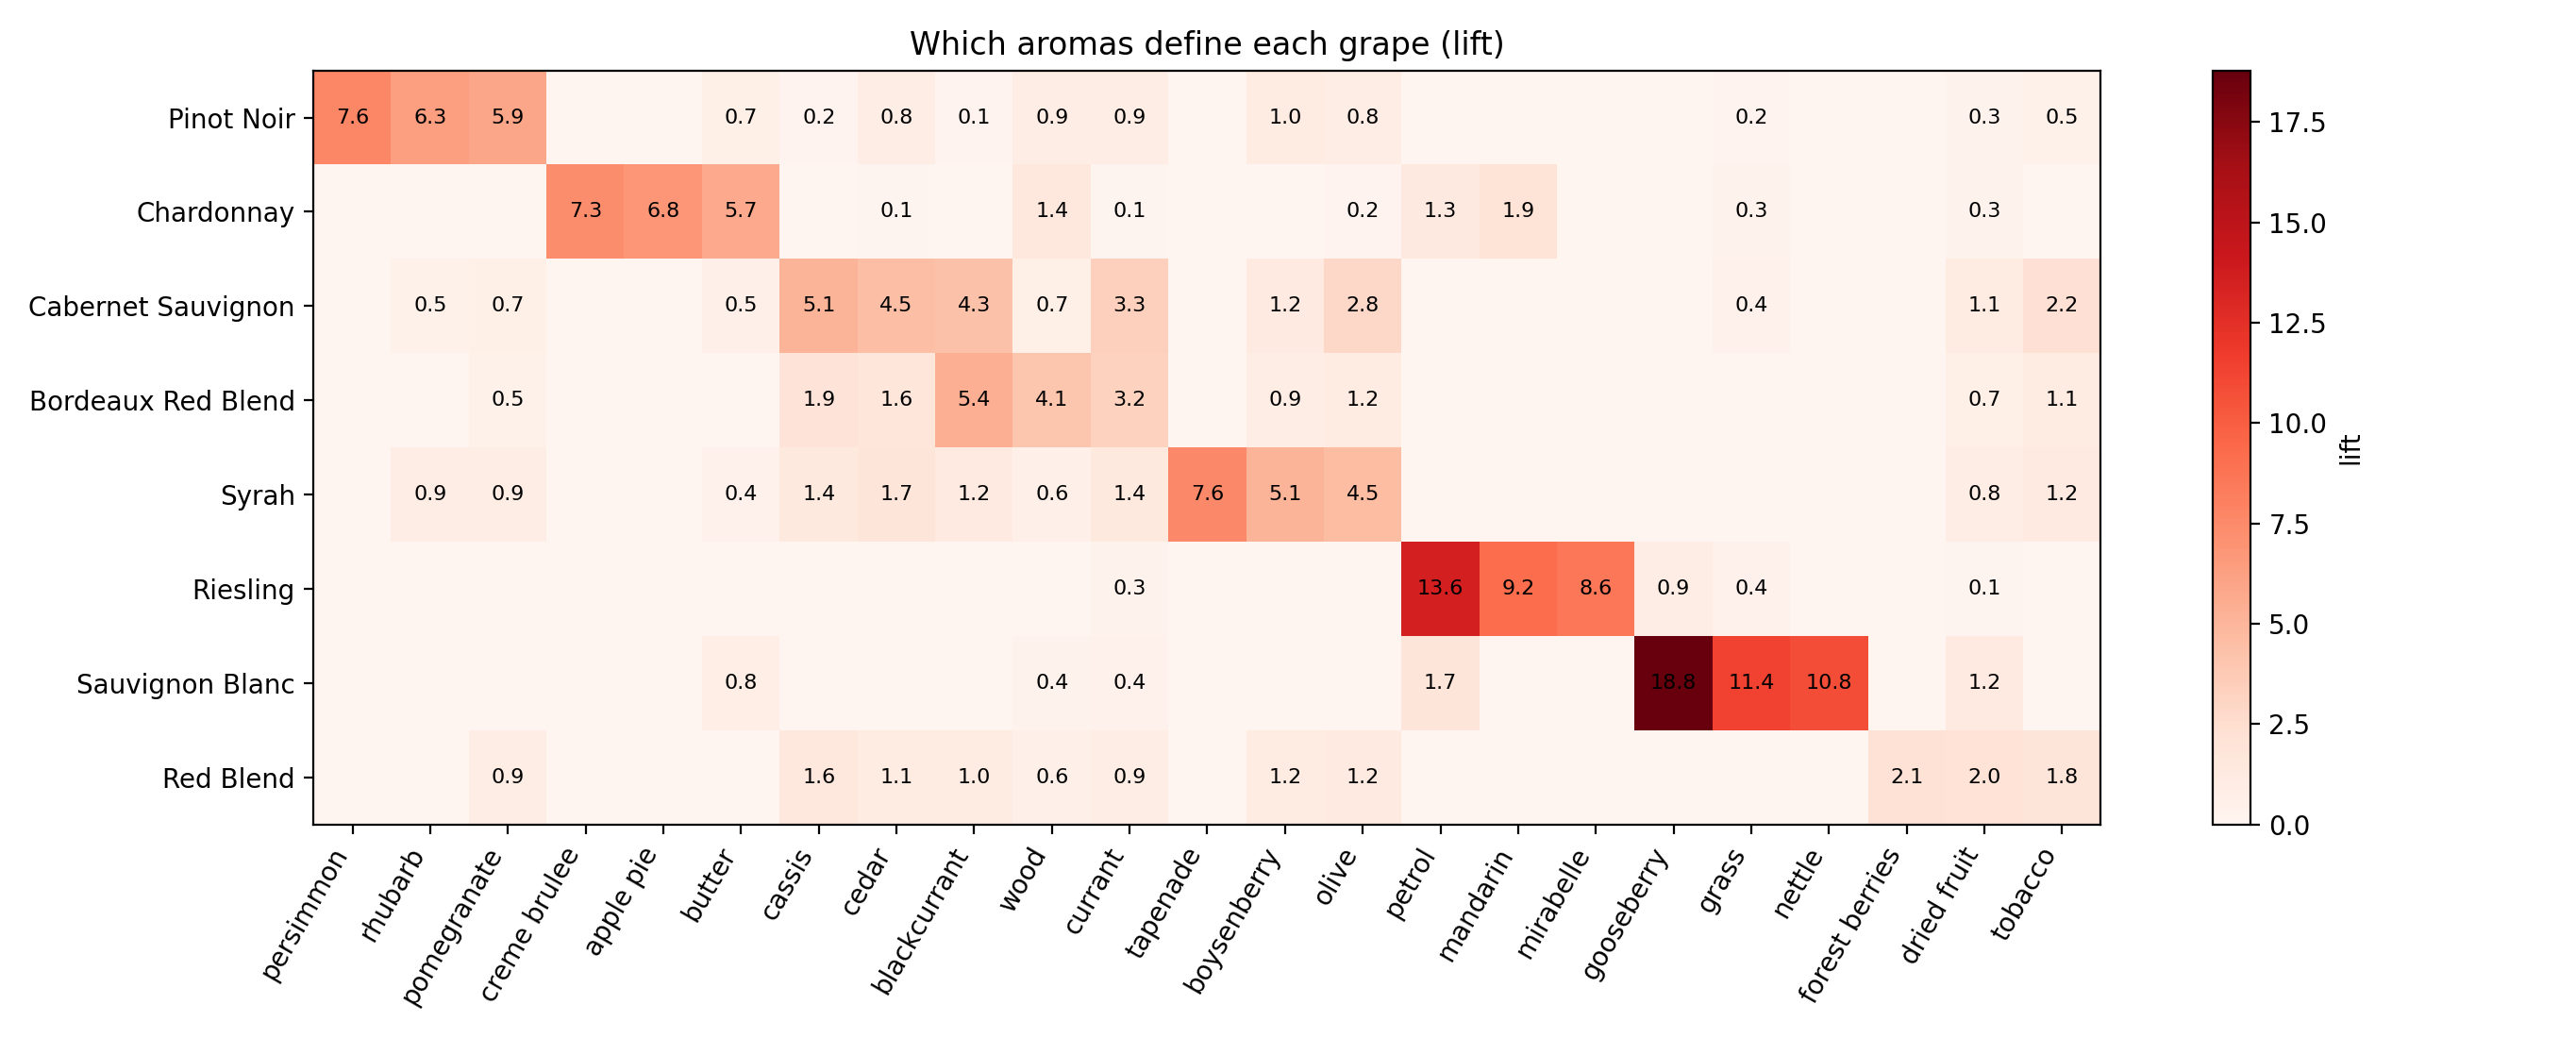 Which aromas define each grape (lift)
Pinot Noir 7.6 6.3 5.9 0.7 0.2 0.8 0.1 0.9 0.9 1.0 0.8 0.2 0.3 0.5
Chardonnay 7.3 6.8 5.7 0.1 1.4 0.1 0.2 1.3 1.9 0.3 0.3
Cabernet Sauvignon 0.5 0.7 0.5 5.1 4.5 4.3 0.7 3.3 1.2 2.8 0.4 1.1 2.2
Bordeaux Red Blend 0.5 1.9 1.6 5.4 4.1 3.2 0.9 1.2 0.7 1.1
Syrah 0.9 0.9 0.4 1.4 1.7 1.2 0.6 1.4 7.6 5.1 4.5 0.8 1.2
Riesling 0.3 13.6 9.2 8.6 0.9 0.4 0.1
Sauvignon Blanc 0.8 0.4 0.4 1.7 18.8 11.4 10.8 1.2
Red Blend 0.9 1.6 1.1 1.0 0.6 0.9 1.2 1.2 2.1 2.0 1.8
persimmon
rhubarb
pomegranate
creme brulee
apple pie
butter
cassis
cedar
blackcurrant
wood
currant
tapenade
boysenberry
olive
petrol
mandarin
mirabelle
gooseberry
grass
nettle
forest berries
dried fruit
tobacco
17.5
15.0
12.5
10.0
7.5
5.0
2.5
0.0
lift